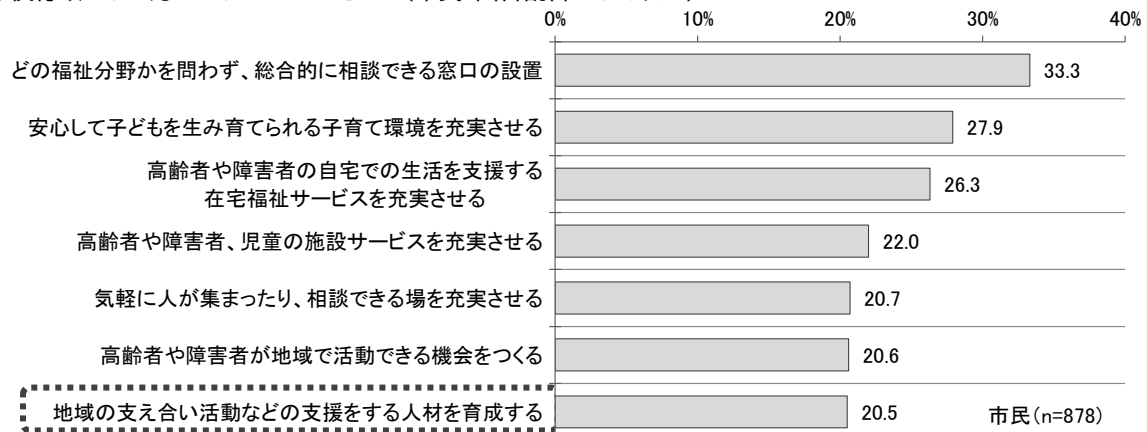 0%
10%
20%
30%
40%
どの福祉分野かを問わず、総合的に相談できる窓口の設置
33.3
安心して子どもを生み育てられる子育て環境を充実させる
27.9
高齢者や障害者の自宅での生活を支援する
在宅福祉サービスを充実させる
26.3
高齢者や障害者、児童の施設サービスを充実させる
22.0
気軽に人が集まったり、相談できる場を充実させる
20.7
高齢者や障害者が地域で活動できる機会をつくる
20.6
地域の支え合い活動などの支援をする人材を育成する
20.5
市民(n=878)